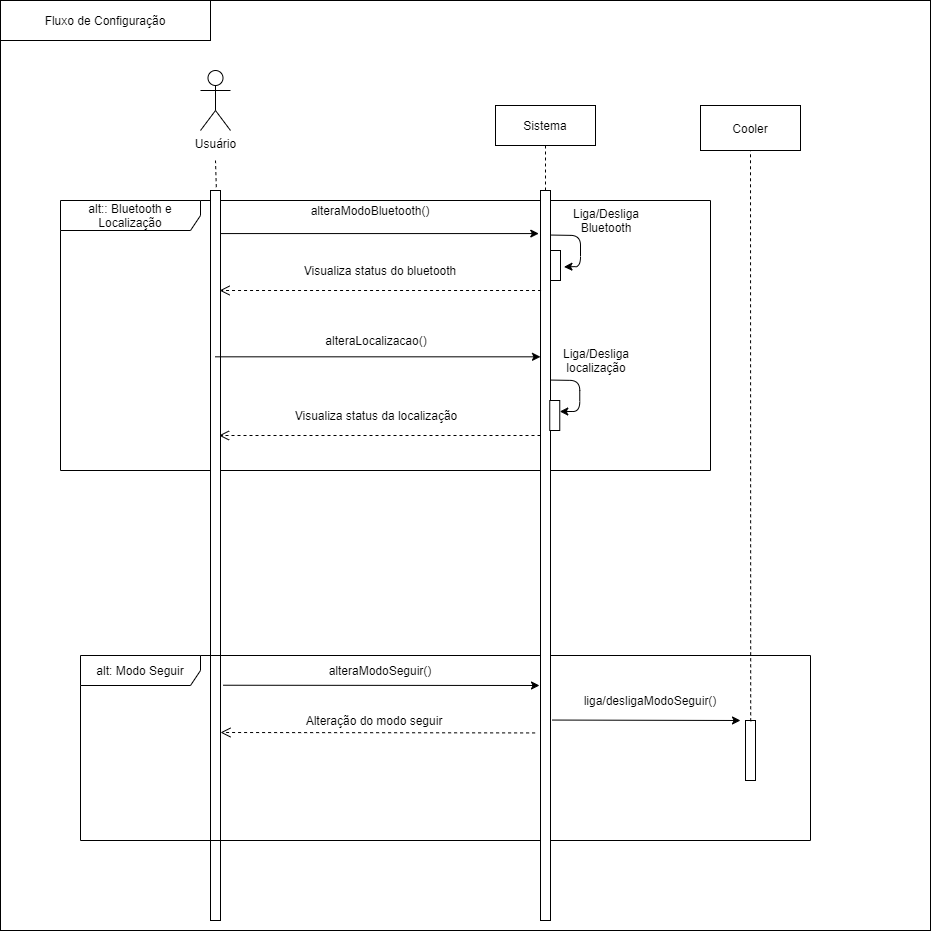 Fluxo de Configuração
Usuário
Sistema
Cooler
alt:: Bluetooth e
Localização
alteraModoBluetooth()
Liga/Desliga
Bluetooth
Visualiza status do bluetooth
alteraLocalizacao()
Liga/Desliga
localização
Visualiza status da localização
alt: Modo Seguir
alteraModoSeguir()
liga/desligaModoSeguir()
Alteração do modo seguir